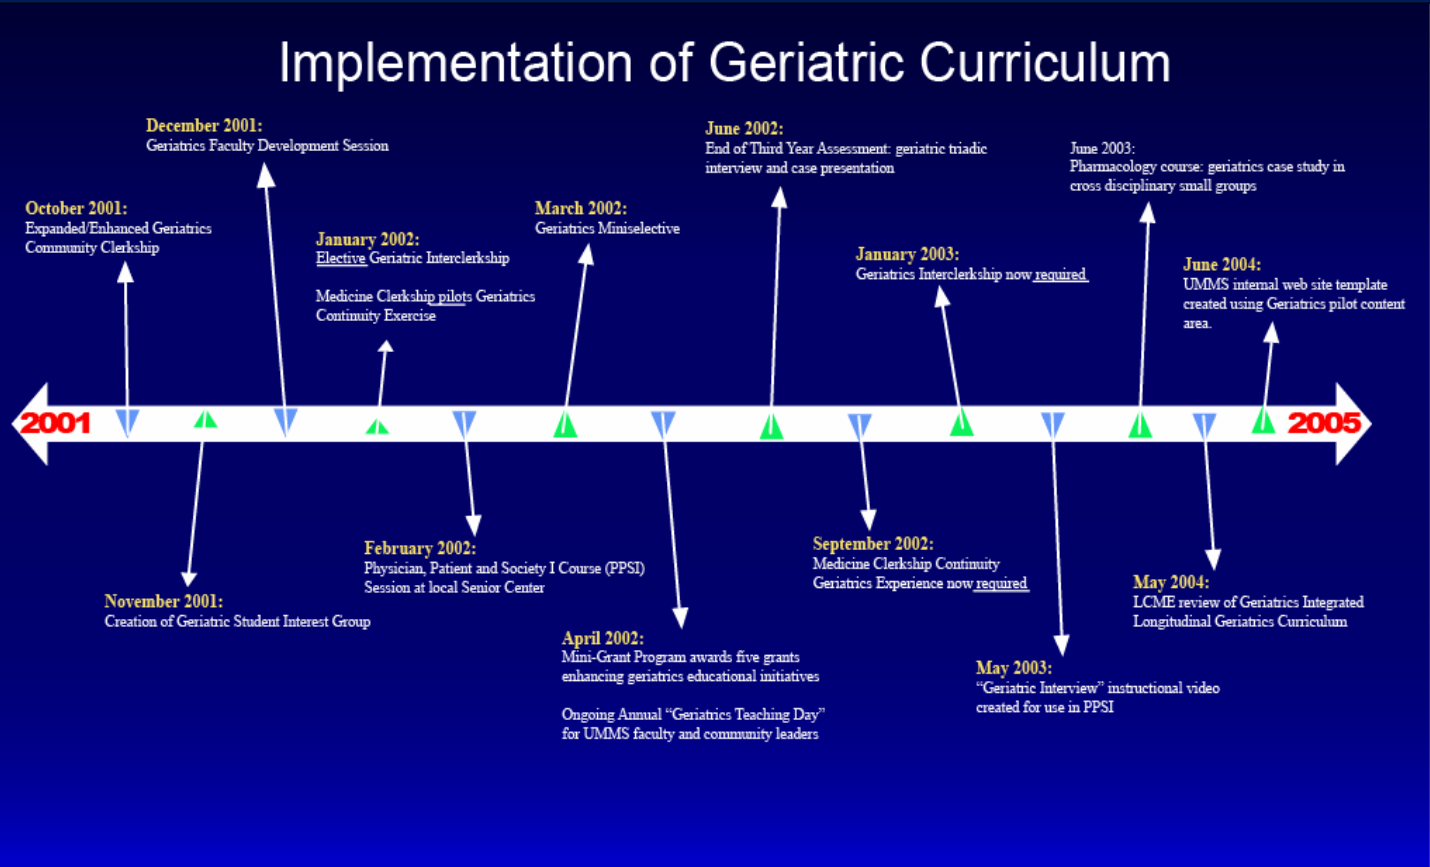 Implementation of Geriatric Curriculum
December 2001:
Geriatrics Faculty Development Session
June 2002:
End of Third Year Assessment: geriatric triadic
interview and case presentation
June 2003:
Pharmacology course: geriatrics case study in
cross disciplinary small groups
October 2001:
Expanded/Enhanced Geriatrics
Community Clerkship
January 2002:
Elective Geriatric Interclerkship
Medicine Clerkship pilots Geriatrics
Continuity Exercise
March 2002:
Geriatrics Miniselective
January 2003:
Geriatrics Interclerkship now required
June 2004:
UMMS internal web site template
created using Geriatrics pilot content
area.
2001
2005
November 2001:
Creation of Geriatric Student Interest Group
February 2002:
Physician, Patient and Society I Course (PPSI)
Session at local Senior Center
April 2002:
Mini-Grant Program awards five grants
enhancing geriatrics educational initiatives
Ongoing Annual “Geriatrics Teaching Day”
for UMMS faculty and community leaders
September 2002:
Medicine Clerkship Continuity
Geriatrics Experience now required
May 2003:
“Geriatric Interview” instructional video
created for use in PPSI
May 2004:
LCME review of Geriatrics Integrated
Longitudinal Geriatrics Curriculum